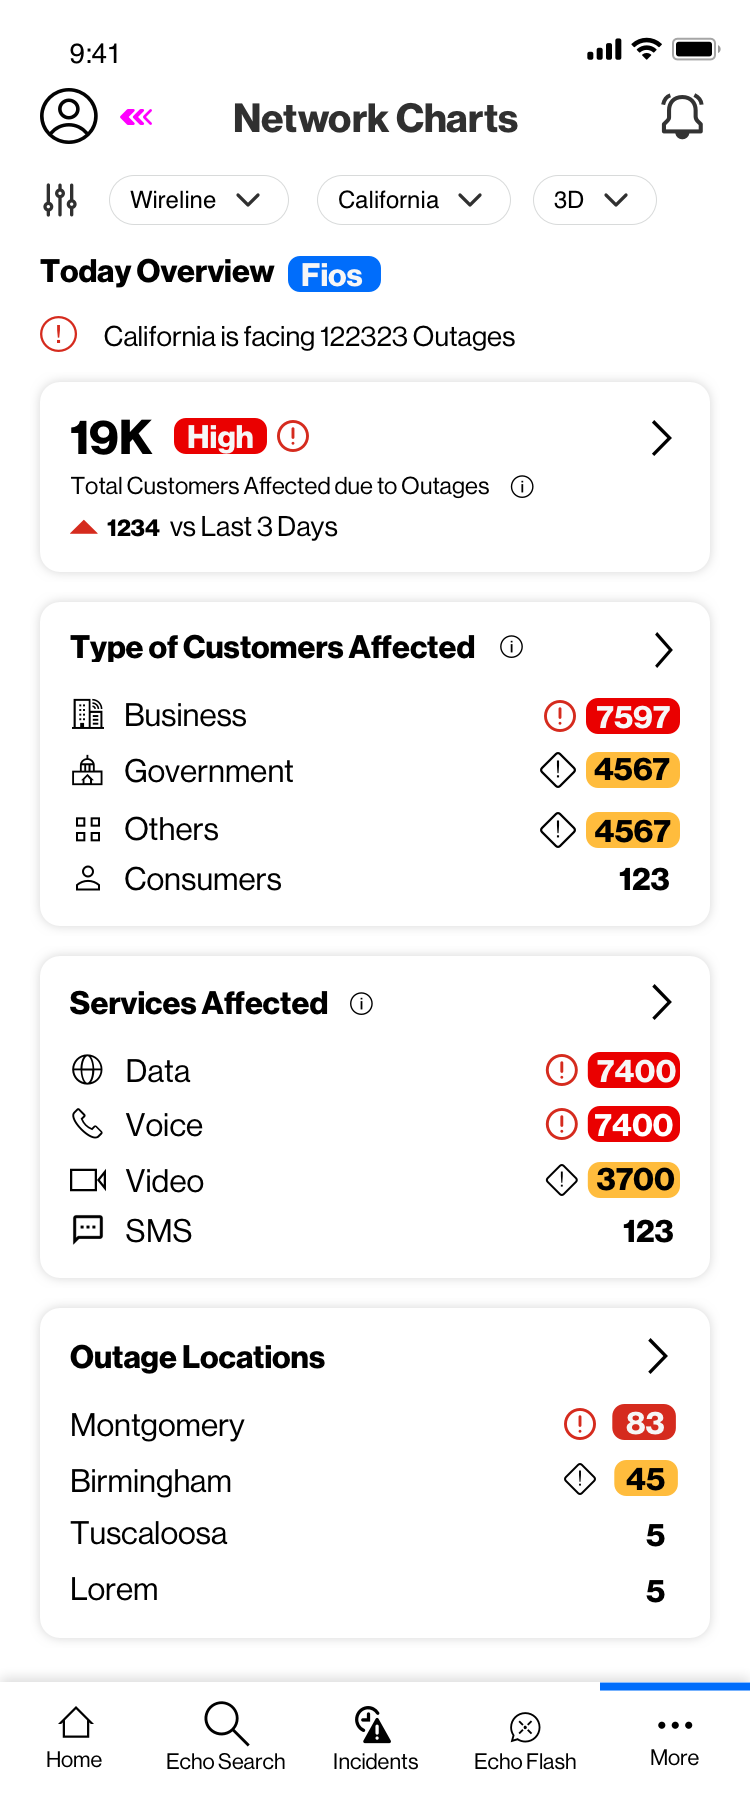 9:41
Network Charts
Wireline California 3D
Today Overview Fios
California is facing 122323 Outages
19K High
Total Customers Affected due to Outages
1234 vs Last 3 Days
Type of Customers Affected
Business 7597
Government 4567
Others 4567
Consumers 123
Services Affected
Data 7400
Voice 7400
Video 3700
SMS 123
Outage Locations
Montgomery 83
Birmingham 45
Tuscaloosa 5
Lorem 5
Home Echo Search Incidents Echo Flash More